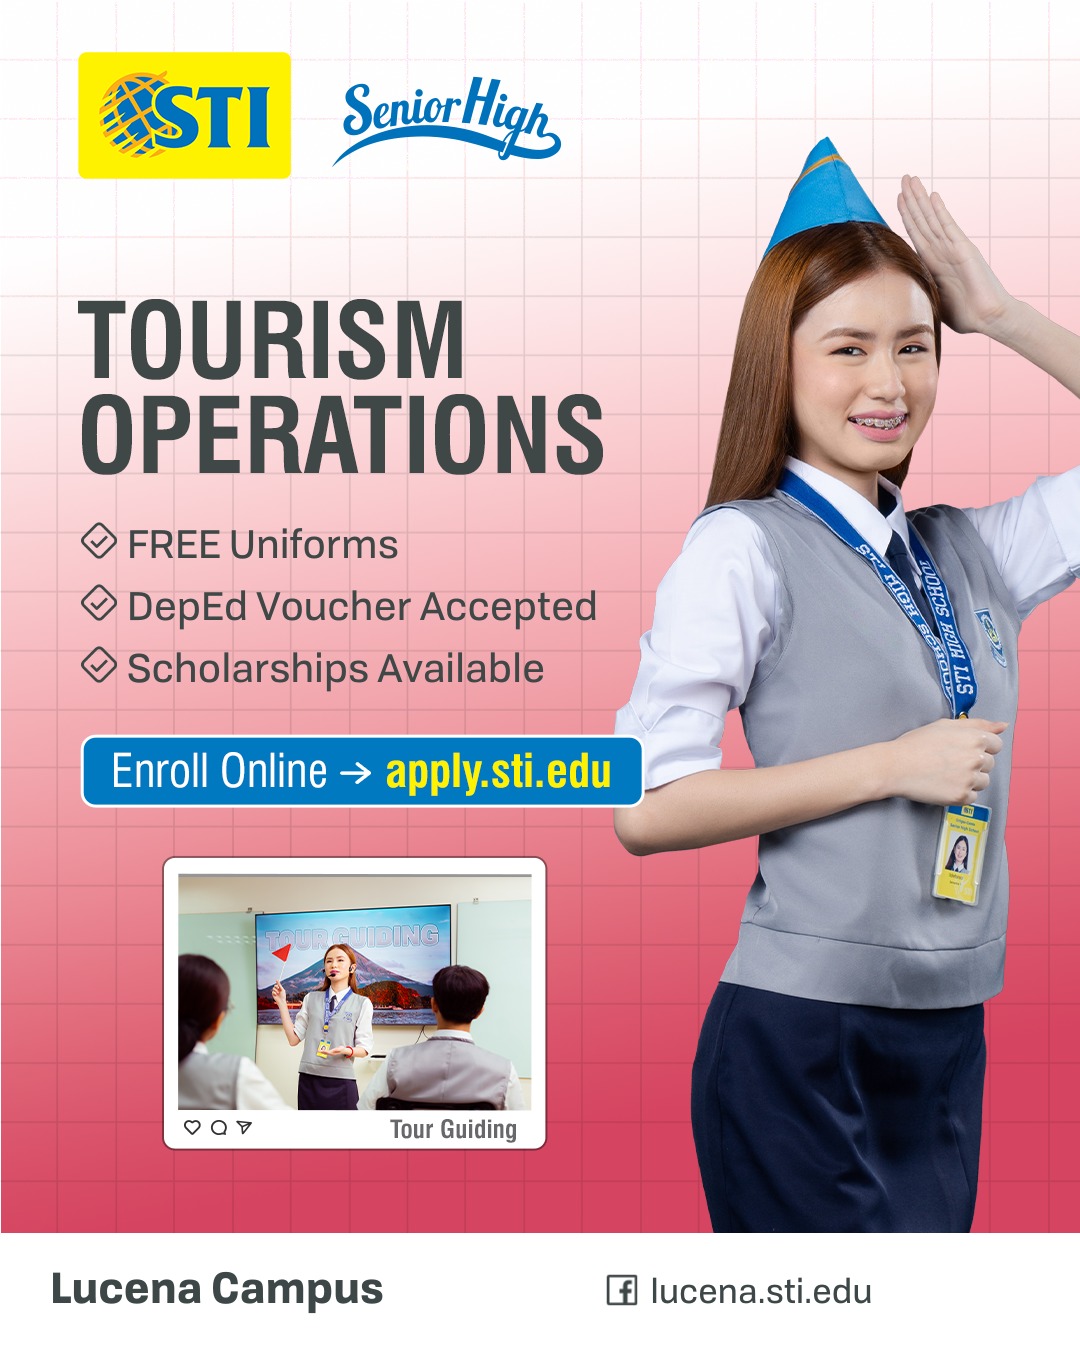 STI
Senior High
TOURISM
OPERATIONS
FREE Uniforms
DepEd Voucher Accepted
Scholarships Available
Enroll Online → apply.sti.edu
STI HIGH SCHOOL
STI HIGH SCHOOL
STI
TOUR GUIDING
Tour Guiding
Lucena Campus
lucena.sti.edu